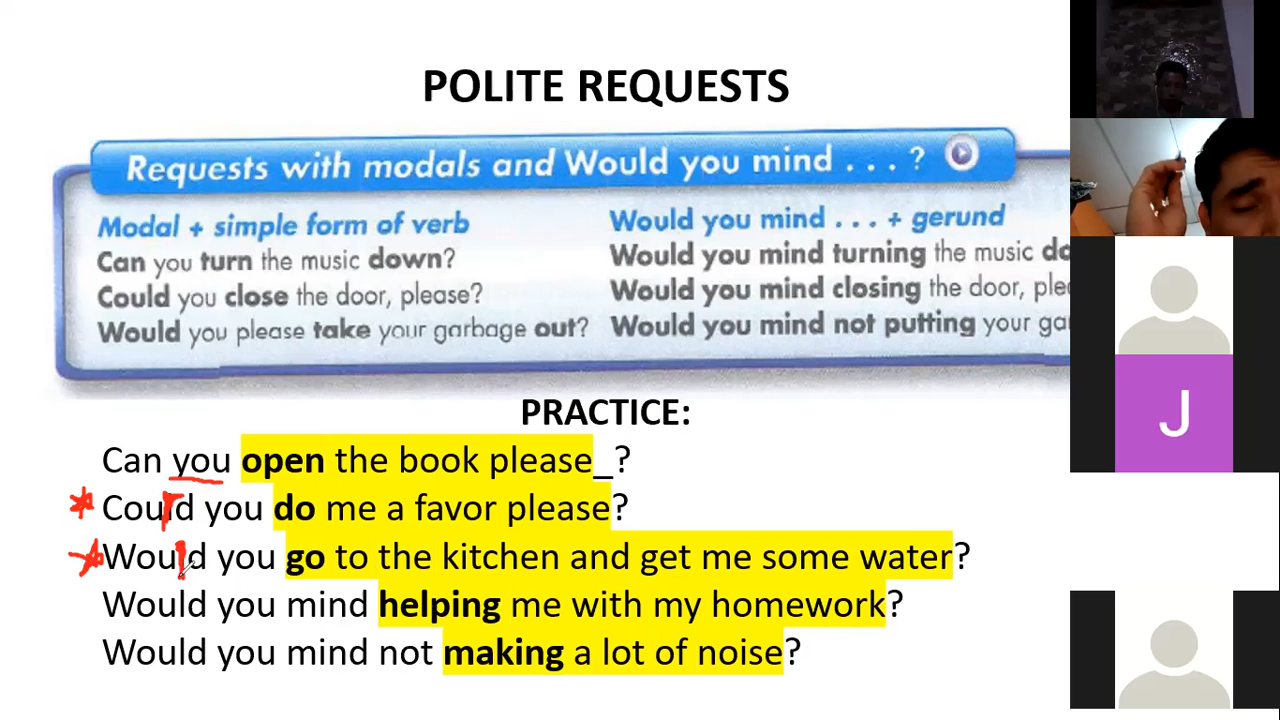 POLITE REQUESTS
Requests with modals and Would you mind . . . ?
Modal + simple form of verb
Can you turn the music down?
Could you close the door, please?
Would you please take your garbage out?
Would you mind . . . + gerund
Would you mind turning the music do
Would you mind closing the door, ple
Would you mind not putting your ga
PRACTICE:
Can you open the book please_?
Could you do me a favor please?
Would you go to the kitchen and get me some water?
Would you mind helping me with my homework?
Would you mind not making a lot of noise?
J